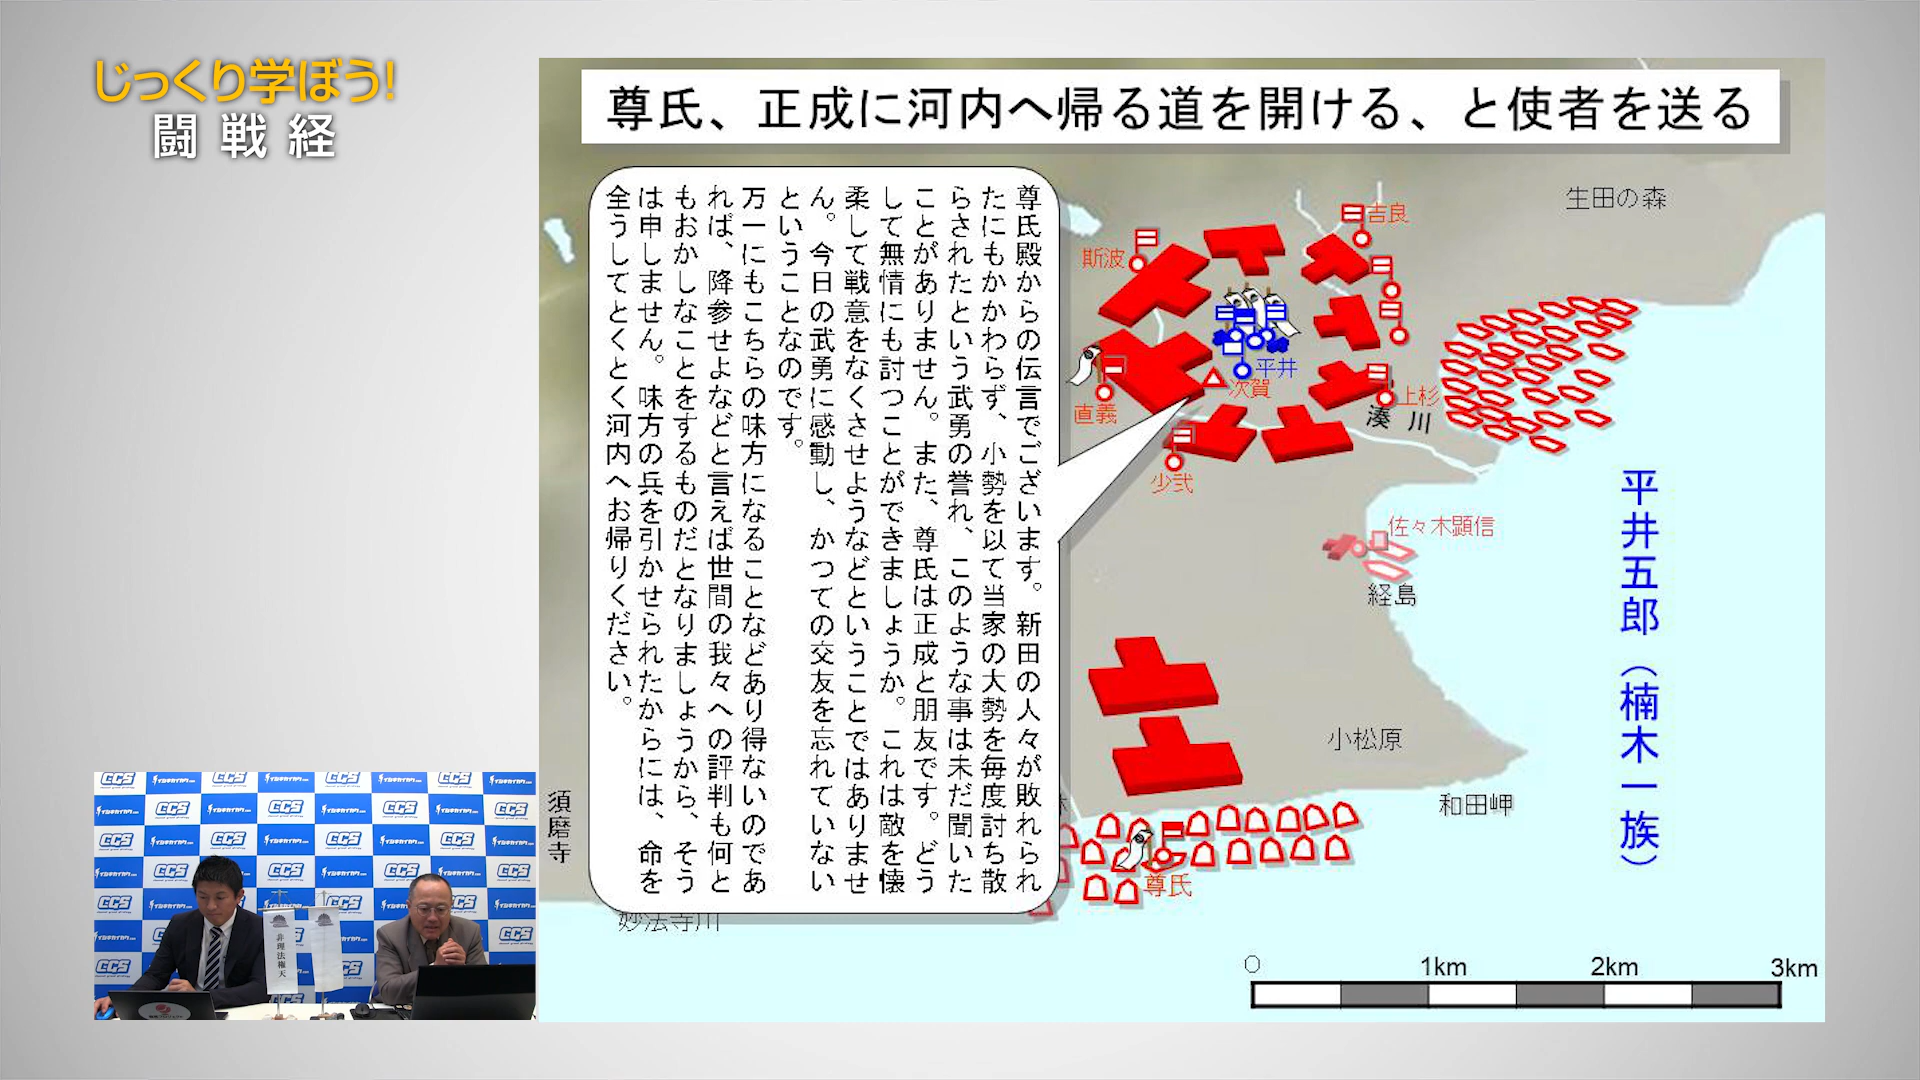 じっくり学ぼう!
闘戦経
尊氏、正成に河内へ帰る道を開ける、と使者を送る
尊氏殿からの伝言でございます。新田の人々が敗れられ
たにもかかわらず、小勢を以て当家の大勢を毎度討ち散
らされたという武勇の誉れ、このような事は未だ聞いた
ことがありません。また、尊氏は正成と朋友です。どう
して無情にも討つことができましょうか。これは敵を懐
柔して戦意をなくさせようなどということではありませ
ん。今日の武勇に感動し、かつての交友を忘れていない
ということなのです。
万一にもこちらの味方になることなどあり得ないのであ
れば、降参せよなどと言えば世間の我々への評判も何と
もおかしなことをするものだとなりましょうから、そう
は申しません。味方の兵を引かせられたからには、命を
全うしてとくとく河内へお帰りください。
生田の森
吉良
斯波
平井
次賀
直義
上杉
湊川
少弐
佐々木顕信
経島
平井五郎(楠木一族)
小松原
和田岬
須磨寺
尊氏
妙法寺川
0 1km 2km 3km
非理法権天
GCS